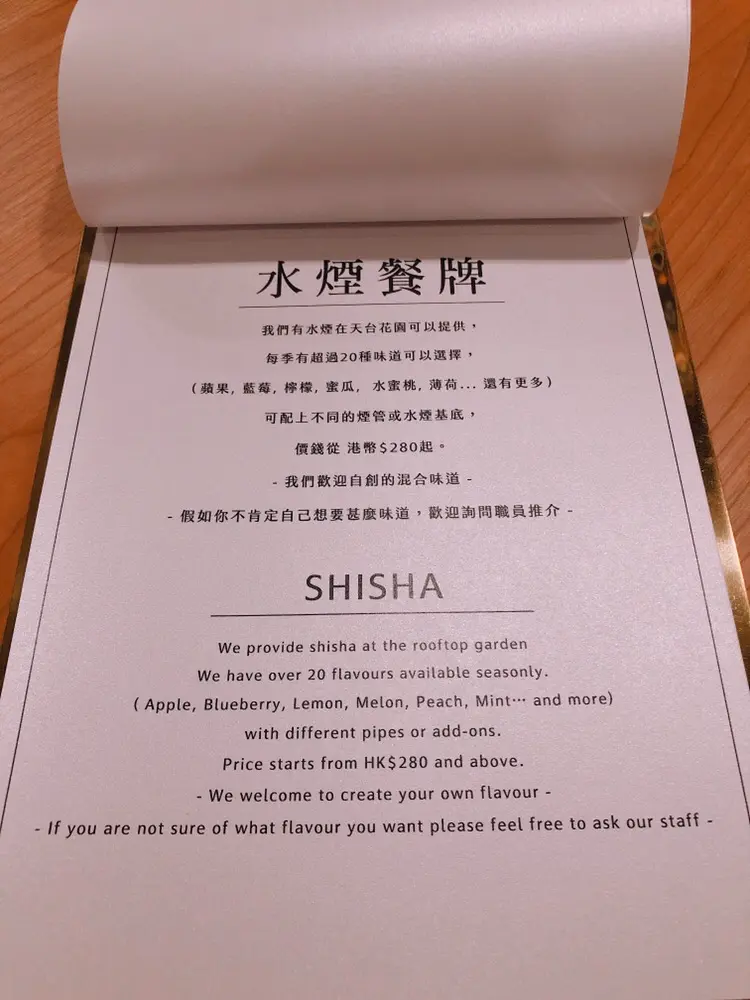 水煙餐牌
我們有水煙在天台花園可以提供，
每季有超過20種味道可以選擇，
（蘋果, 藍莓, 檸檬, 蜜瓜, 水蜜桃, 薄荷... 還有更多）
可配上不同的煙管或水煙基底，
價錢從 港幣$280起。
- 我們歡迎自創的混合味道 -
- 假如你不肯定自己想要甚麼味道，歡迎詢問職員推介 -
SHISHA
We provide shisha at the rooftop garden
We have over 20 flavours available seasonly.
( Apple, Blueberry, Lemon, Melon, Peach, Mint··· and more)
with different pipes or add-ons.
Price starts from HK$280 and above.
- We welcome to create your own flavour -
- If you are not sure of what flavour you want please feel free to ask our staff -